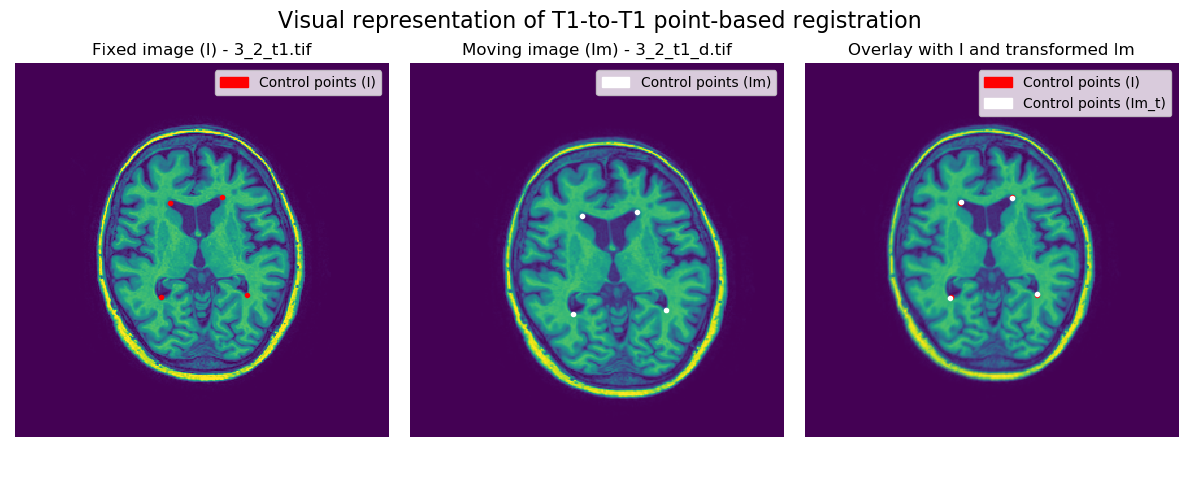 Visual representation of T1-to-T1 point-based registration
Fixed image (I) - 3_2_t1.tif
Control points (I)
Moving image (Im) - 3_2_t1_d.tif
Control points (Im)
Overlay with I and transformed Im
Control points (I)
Control points (Im_t)